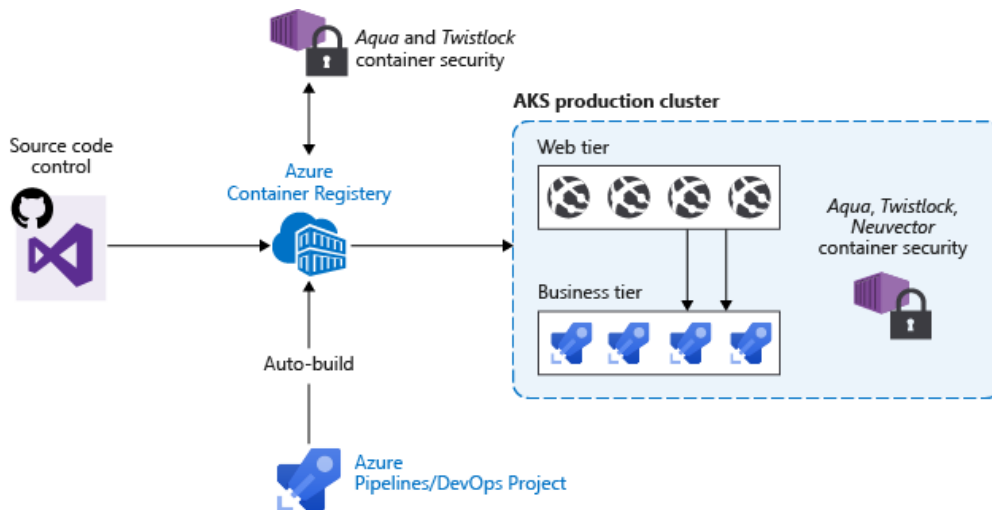 Aqua and Twistlock
container security
AKS production cluster
Source code
control
Azure
Container Registery
Web tier
Aqua, Twistlock,
Neuvector
container security
Business tier
Auto-build
Azure
Pipelines/DevOps Project